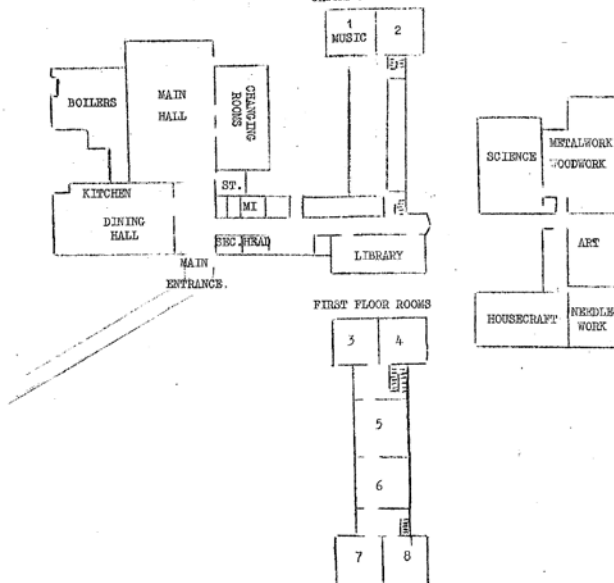 1
MUSIC
2
BOILERS
MAIN
HALL
CHANGING
ROOMS
SCIENCE
METALWORK
WOODWORK
ST.
MI
KITCHEN
DINING
HALL
SEC.
HEAD
LIBRARY
ART
MAIN
ENTRANCE.
FIRST FLOOR ROOMS
HOUSECRAFT
NEEDLE
WORK
3
4
5
6
7
8